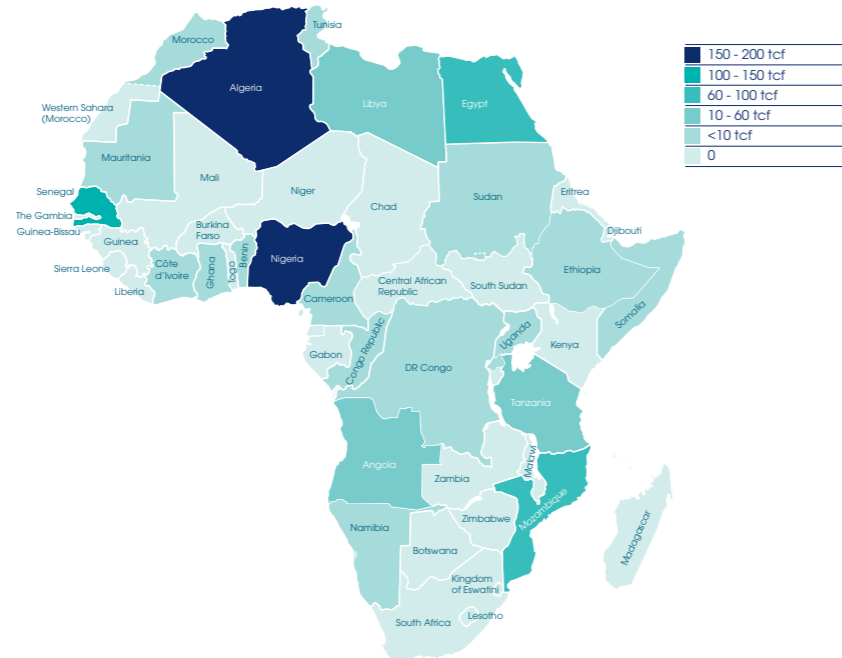 Tunisia
Morocco
Algeria
Libya
Egypt
Western Sahara
(Morocco)
Mauritania
Mali
Niger
Chad
Sudan
Eritrea
Senegal
The Gambia
Guinea-Bissau
Guinea
Burkina
Farso
Djibouti
Sierra Leone
Liberia
Côte
d'Ivoire
Ghana
Togo
Benin
Nigeria
Cameroon
Central African
Republic
South Sudan
Ethiopia
Somalia
Gabon
Congo Republic
DR Congo
Uganda
Kenya
Tanzania
Angola
Zambia
Malawi
Mozambique
Zimbabwe
Namibia
Botswana
Madagascar
Kingdom
of Eswatini
Lesotho
South Africa
150 - 200 tcf
100 - 150 tcf
60 - 100 tcf
10 - 60 tcf
<10 tcf
0